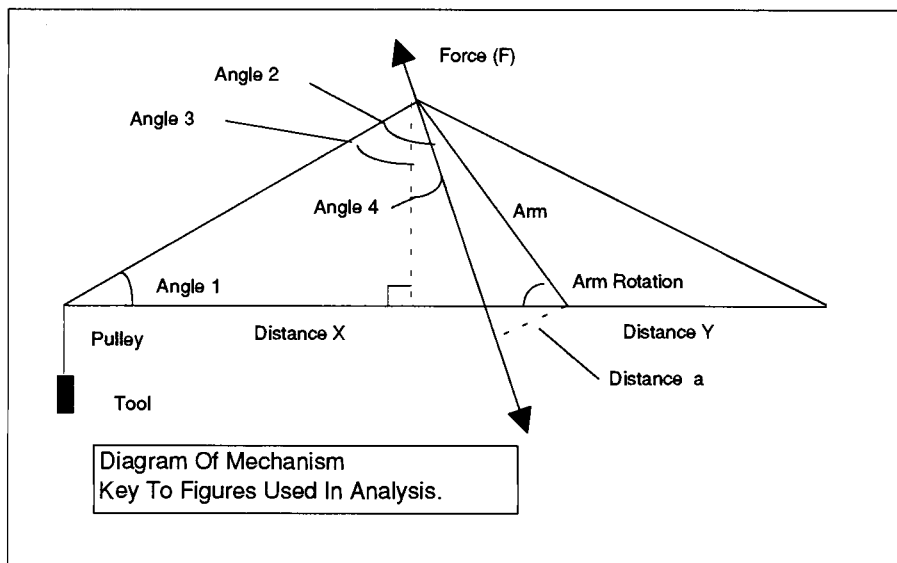 Force (F)
Angle 2
Angle 3
Angle 4
Arm
Angle 1
Arm Rotation
Pulley
Distance X
Distance Y
Distance a
Tool
Diagram Of Mechanism
Key To Figures Used In Analysis.